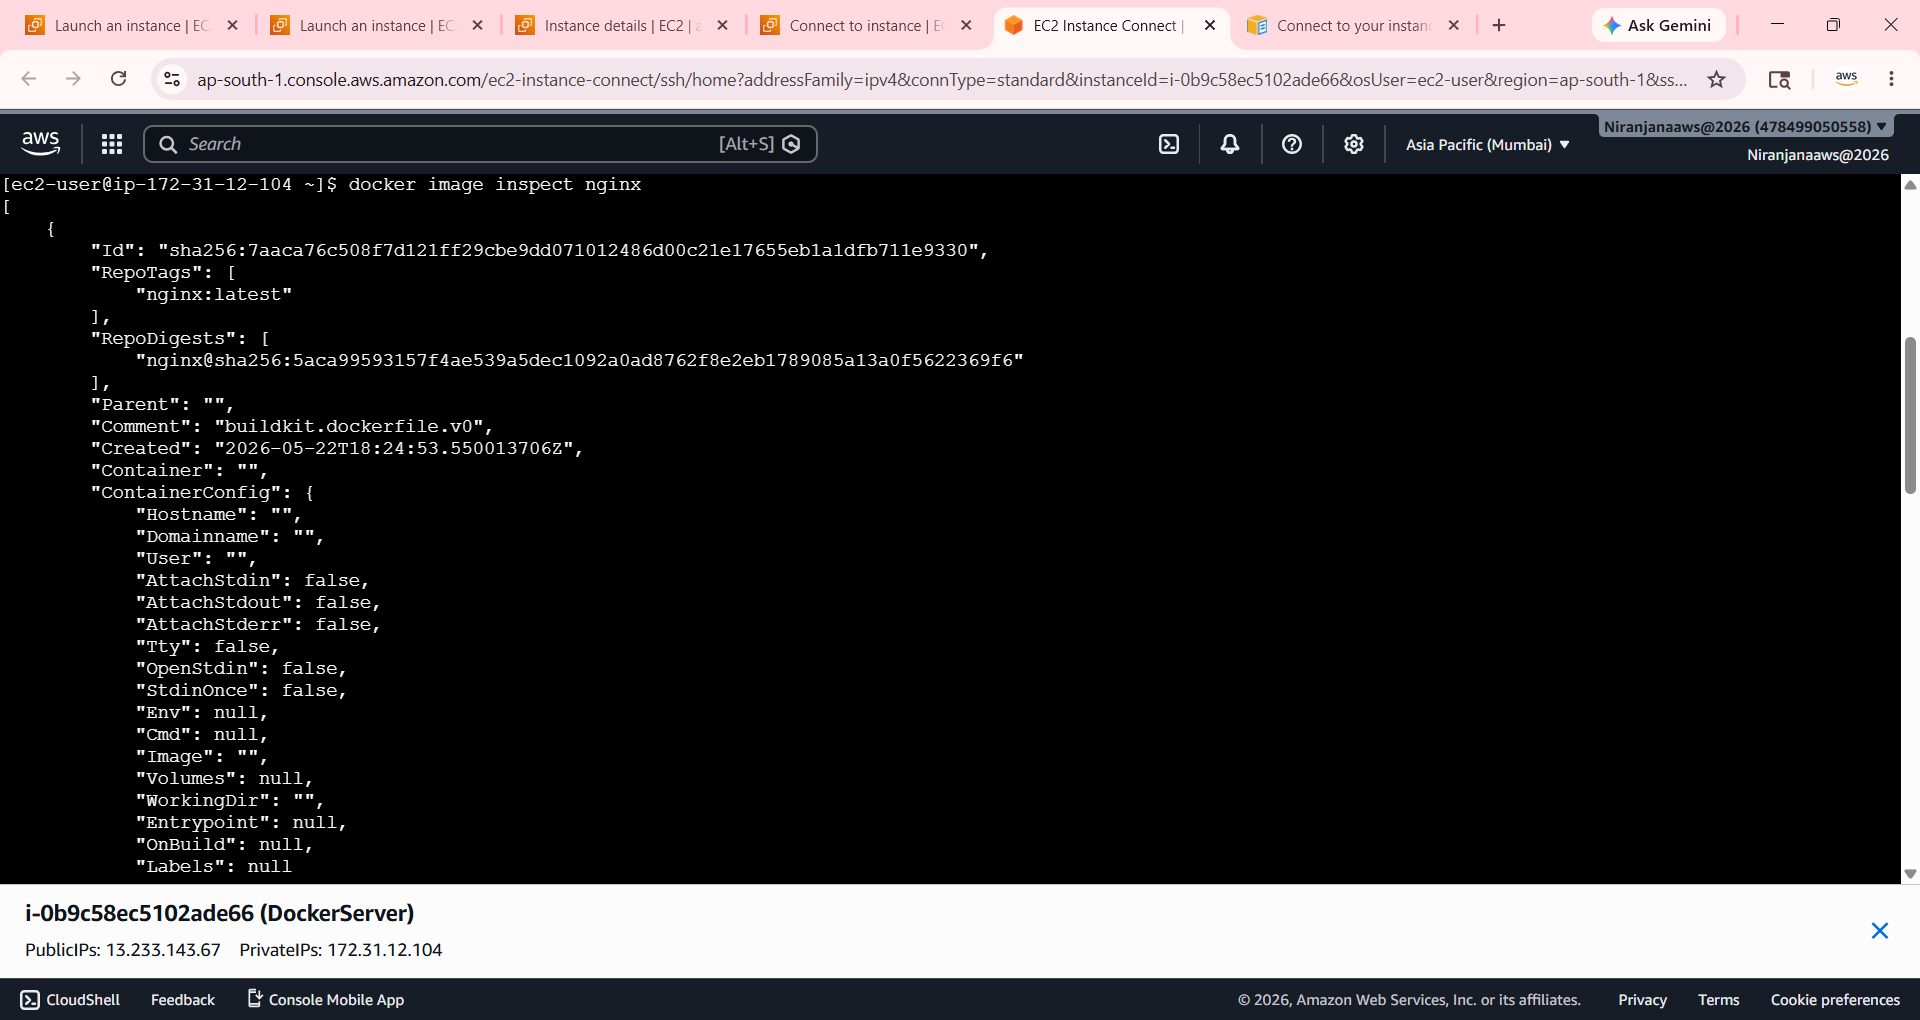 Launch an instance | EC
Launch an instance | EC
Instance details | EC2 | a
Connect to instance | E
EC2 Instance Connect |
Connect to your instan
Ask Gemini
ap-south-1.console.aws.amazon.com/ec2-instance-connect/ssh/home?addressFamily=ipv4&connType=standard&instanceId=i-0b9c58ec5102ade66&osUser=ec2-user&region=ap-south-1&ss...
aws
aws
Search
[Alt+S]
Asia Pacific (Mumbai)
Niranjanaaws@2026 (478499050558)
Niranjanaaws@2026
[ec2-user@ip-172-31-12-104 ~]$ docker image inspect nginx
[
    {
        "Id": "sha256:7aaca76c508f7d121ff29cbe9dd071012486d00c21e17655eb1a1dfb711e9330",
        "RepoTags": [
            "nginx:latest"
        ],
        "RepoDigests": [
            "nginx@sha256:5aca99593157f4ae539a5dec1092a0ad8762f8e2eb1789085a13a0f5622369f6"
        ],
        "Parent": "",
        "Comment": "buildkit.dockerfile.v0",
        "Created": "2026-05-22T18:24:53.550013706Z",
        "Container": "",
        "ContainerConfig": {
            "Hostname": "",
            "Domainname": "",
            "User": "",
            "AttachStdin": false,
            "AttachStdout": false,
            "AttachStderr": false,
            "Tty": false,
            "OpenStdin": false,
            "StdinOnce": false,
            "Env": null,
            "Cmd": null,
            "Image": "",
            "Volumes": null,
            "WorkingDir": "",
            "Entrypoint": null,
            "OnBuild": null,
            "Labels": null
i-0b9c58ec5102ade66 (DockerServer)
PublicIPs: 13.233.143.67 PrivateIPs: 172.31.12.104
CloudShell Feedback Console Mobile App
© 2026, Amazon Web Services, Inc. or its affiliates. Privacy Terms Cookie preferences